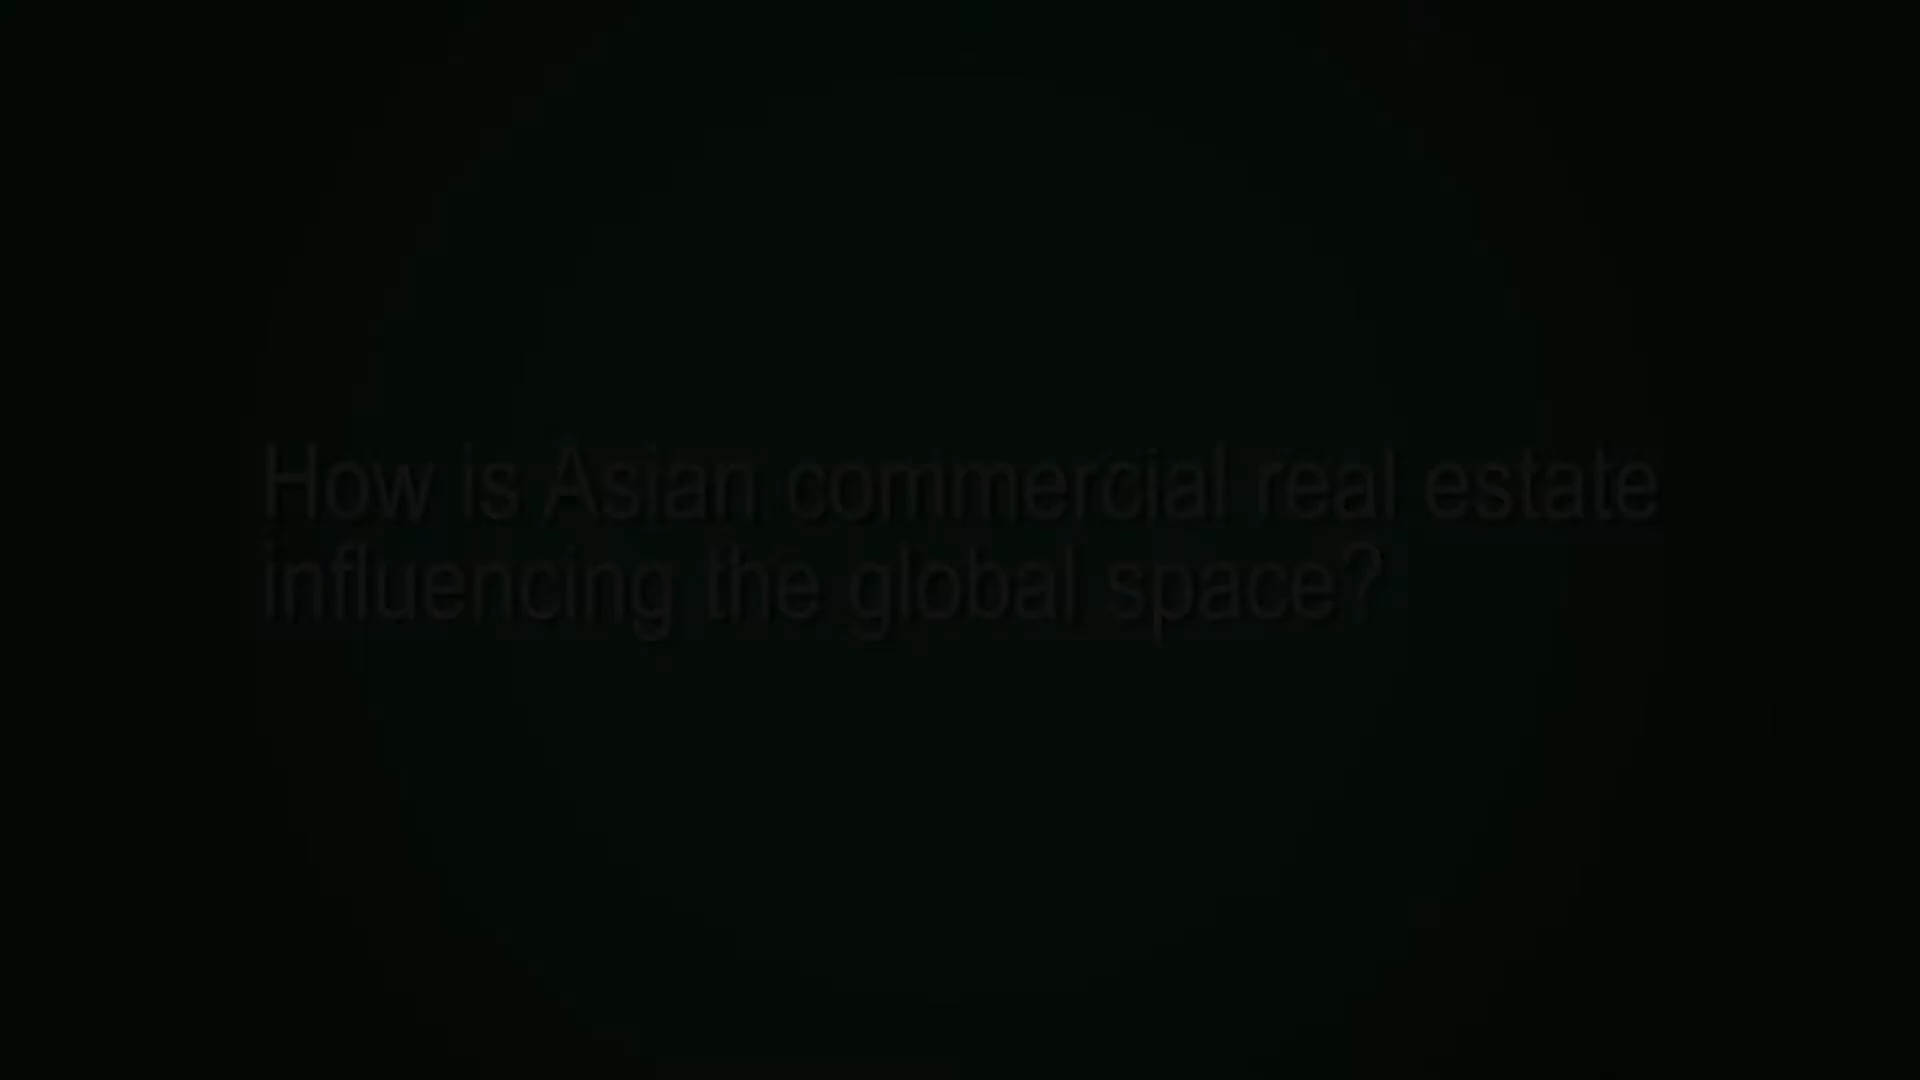 How is Asian commercial real estate
influencing the global space?